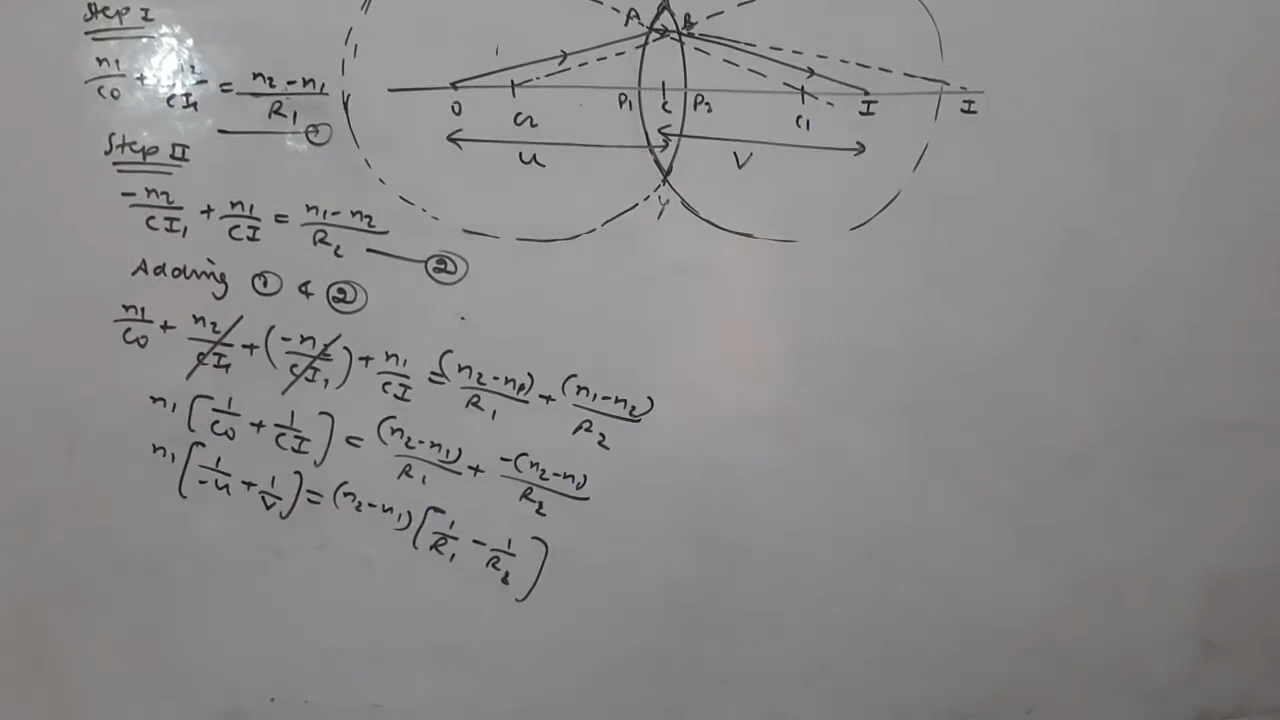 Step I
n1/CO + n2/CI1 = (n2 - n1)/R1 —— ①
Step II
-n2/CI1 + n1/CI = (n1 - n2)/R2 —— ②
Adding ① & ②
n1/CO + n2/CI1 + (-n2/CI1) + n1/CI = (n2 - n1)/R1 + (n1 - n2)/R2
n1 [1/CO + 1/CI] = (n2 - n1)/R1 + -(n2 - n1)/R2
n1 [1/-u + 1/v] = (n2 - n1) [1/R1 - 1/R2]
A B
O C2 P1 C P2 C1 I I
u v
Y